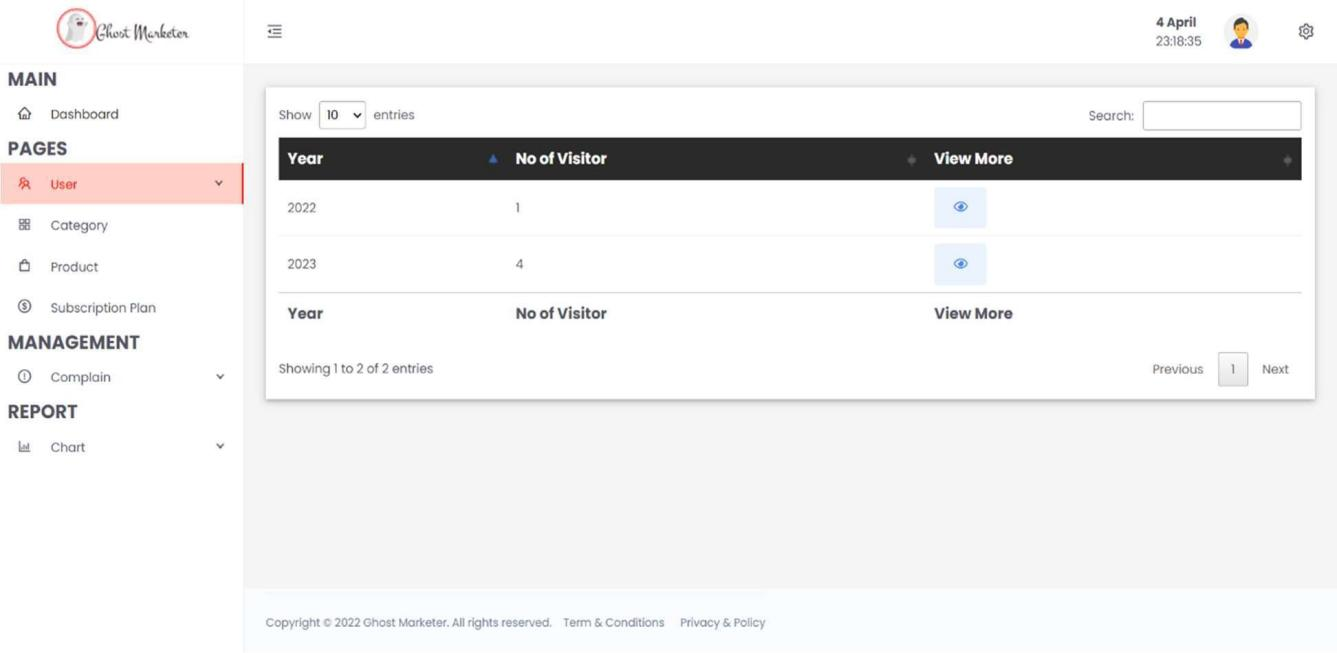 Ghost Marketer
4 April
23:18:35
MAIN
Dashboard
PAGES
User
Category
Product
Subscription Plan
MANAGEMENT
Complain
REPORT
Chart
Show 10 entries
Search:
Year No of Visitor View More
2022 1
2023 4
Year No of Visitor View More
Showing 1 to 2 of 2 entries
Previous 1 Next
Copyright © 2022 Ghost Marketer. All rights reserved. Term & Conditions Privacy & Policy